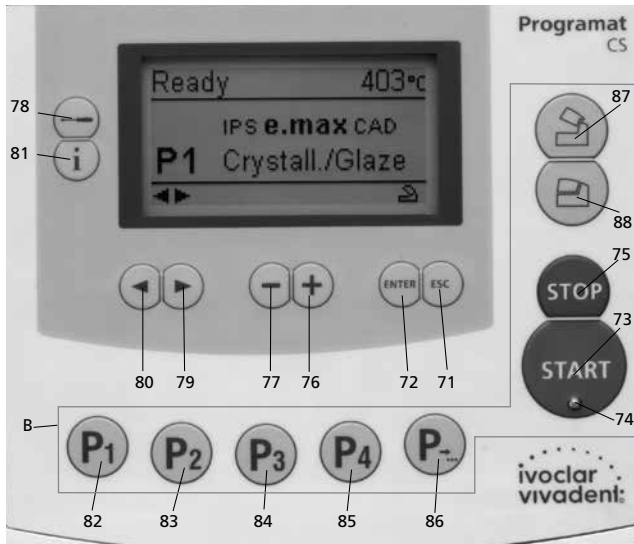 Programat
CS
Ready 403°C
IPS e.max CAD
P1 Crystall./Glaze
78
81
i
87
88
75
STOP
73
START
74
ENTER ESC
80 79 77 76 72 71
B
P1 P2 P3 P4 P...
82 83 84 85 86
ivoclar
vivadent: